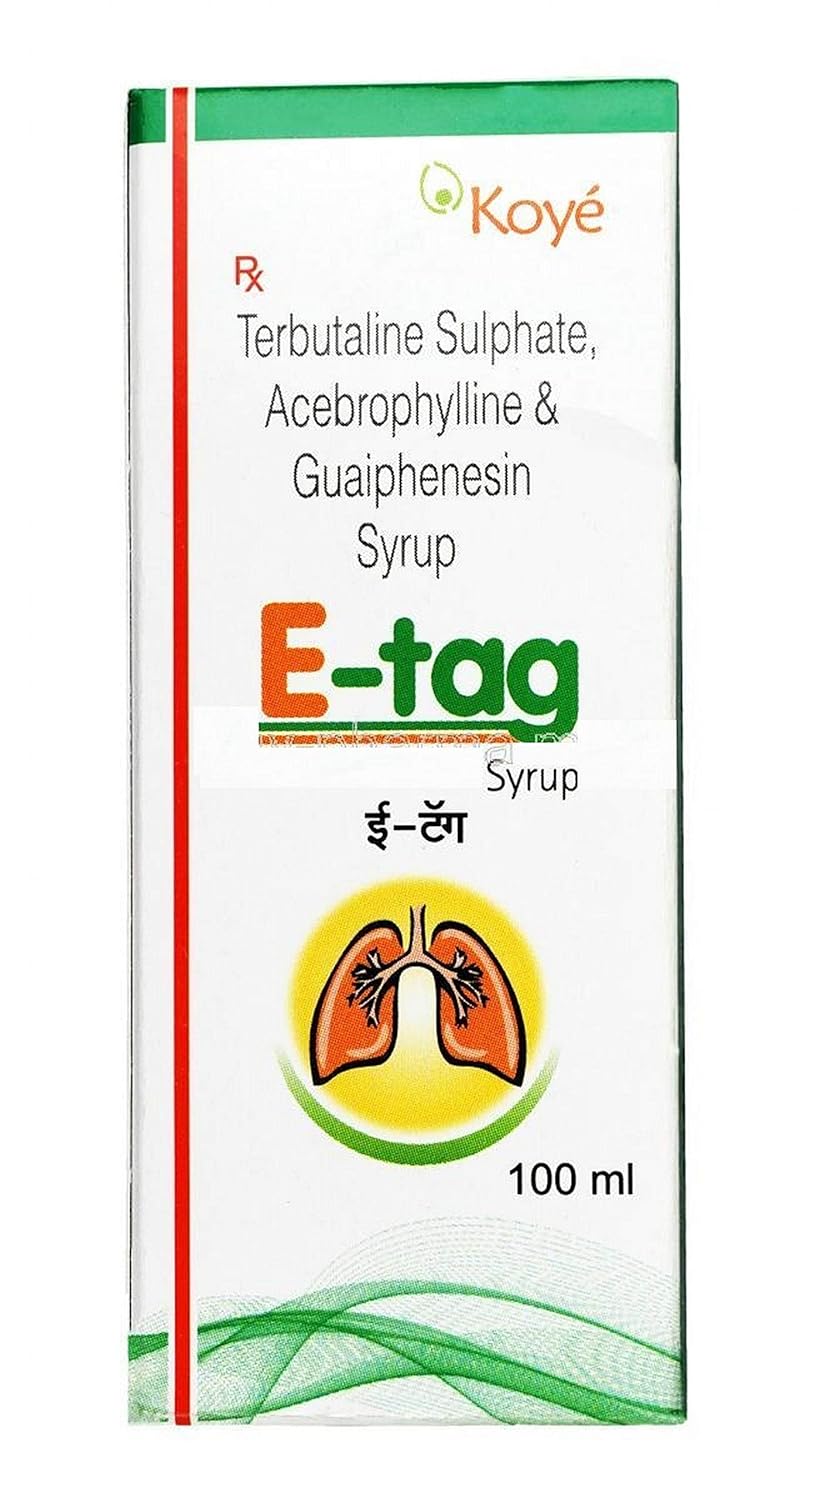 Koyé
Rx
Terbutaline Sulphate,
Acebrophylline &
Guaiphenesin
Syrup
E-tag
Syrup
ई-टॅग
100 ml